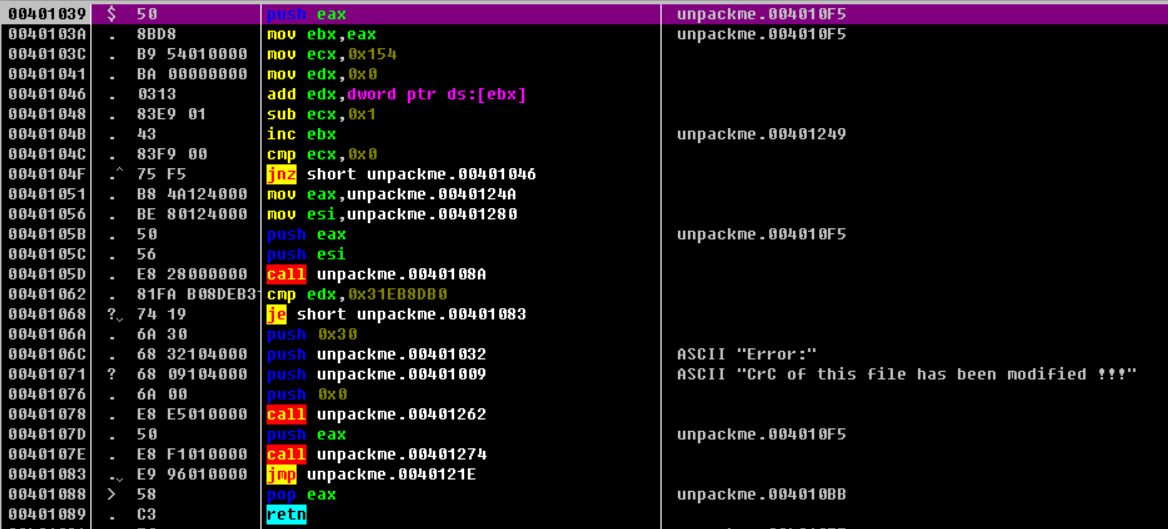 00401039 $ 50 push eax unpackme.004010F5
0040103A . 8BD8 mov ebx,eax unpackme.004010F5
0040103C . B9 54010000 mov ecx,0x154
00401041 . BA 00000000 mov edx,0x0
00401046 . 0313 add edx,dword ptr ds:[ebx]
00401048 . 83E9 01 sub ecx,0x1
0040104B . 43 inc ebx unpackme.00401249
0040104C . 83F9 00 cmp ecx,0x0
0040104F .^ 75 F5 jnz short unpackme.00401046
00401051 . B8 4A124000 mov eax,unpackme.0040124A
00401056 . BE 80124000 mov esi,unpackme.00401280
0040105B . 50 push eax unpackme.004010F5
0040105C . 56 push esi
0040105D . E8 28000000 call unpackme.0040108A
00401062 . 81FA B08DEB31 cmp edx,0x31EB8DB0
00401068 ?⌄ 74 19 je short unpackme.00401083
0040106A . 6A 30 push 0x30
0040106C . 68 32104000 push unpackme.00401032 ASCII "Error:"
00401071 ? 68 09104000 push unpackme.00401009 ASCII "CrC of this file has been modified !!!"
00401076 . 6A 00 push 0x0
00401078 . E8 E5010000 call unpackme.00401262
0040107D . 50 push eax unpackme.004010F5
0040107E . E8 F1010000 call unpackme.00401274
00401083 .⌄ E9 96010000 jmp unpackme.0040121E
00401088 > 58 pop eax unpackme.004010BB
00401089 . C3 retn